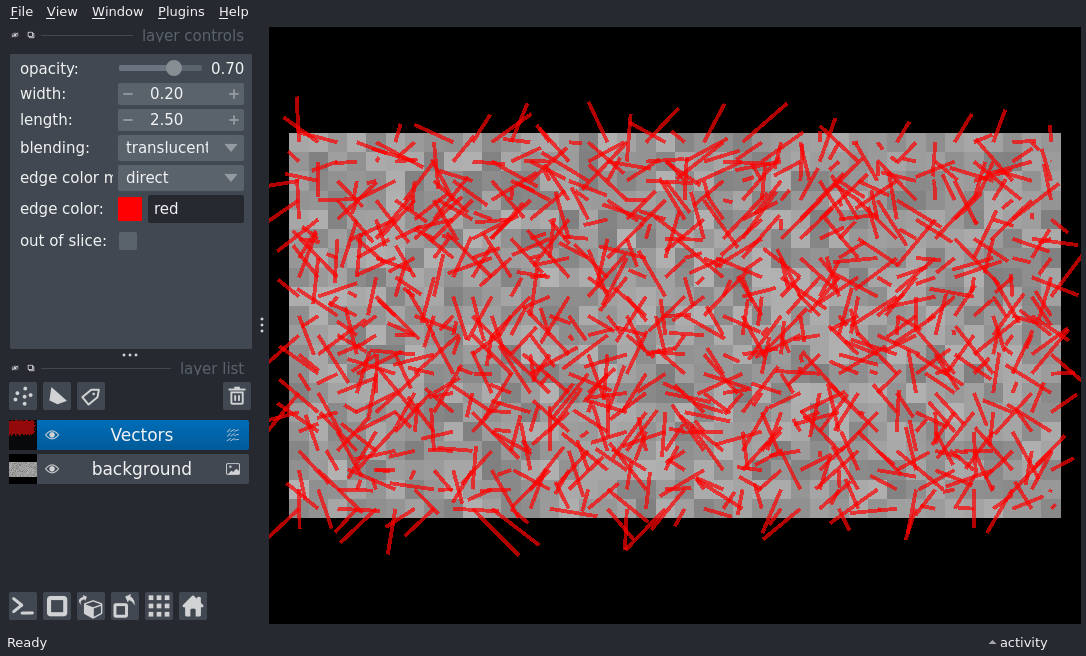 File View Window Plugins Help
layer controls
opacity: 0.70
width: − 0.20 +
length: − 2.50 +
blending: translucent
edge color m direct
edge color: red
out of slice:
layer list
Vectors
background
Ready activity